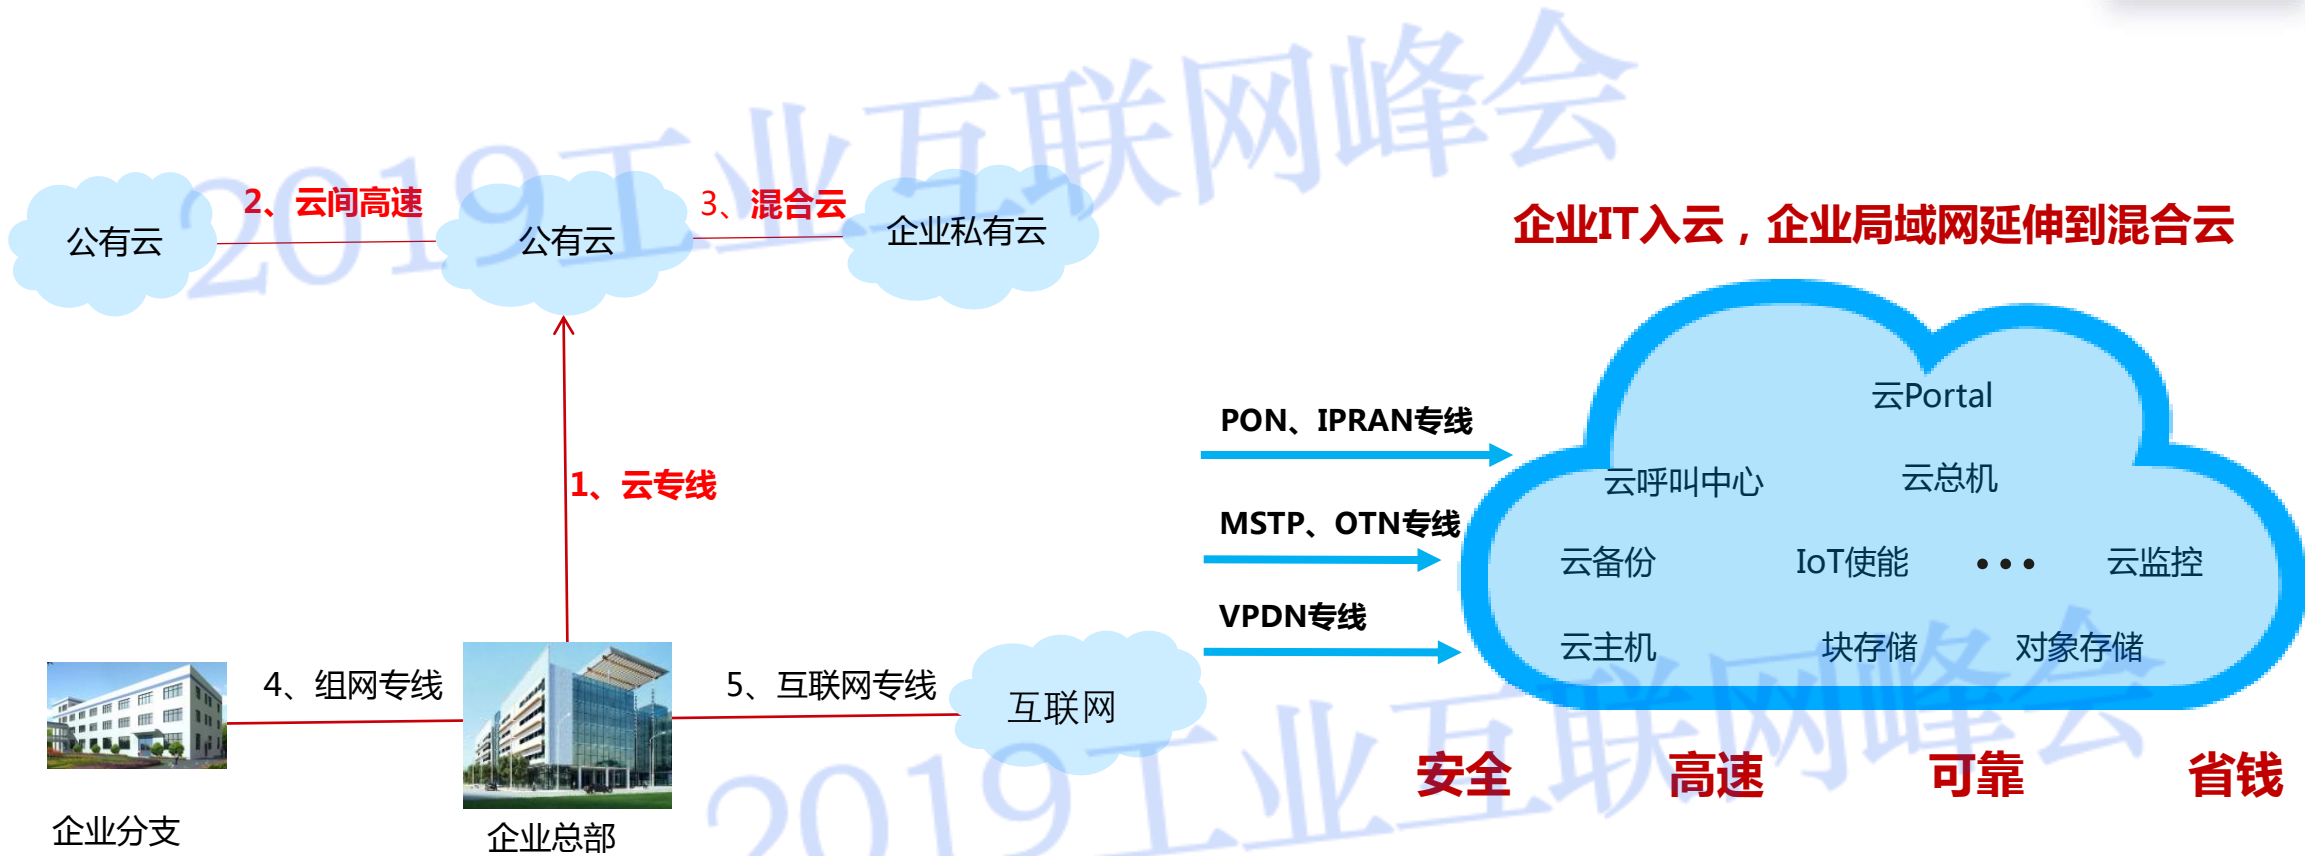 2019工业互联网峰会
2、云间高速
3、混合云
公有云
公有云
企业私有云
企业IT入云，企业局域网延伸到混合云
云Portal
PON、IPRAN专线
1、云专线
云呼叫中心
云总机
MSTP、OTN专线
云备份
IoT使能
•••
云监控
VPDN专线
云主机
块存储
对象存储
4、组网专线
5、互联网专线
互联网
安全
高速
可靠
省钱
企业分支
企业总部
2019工业互联网峰会